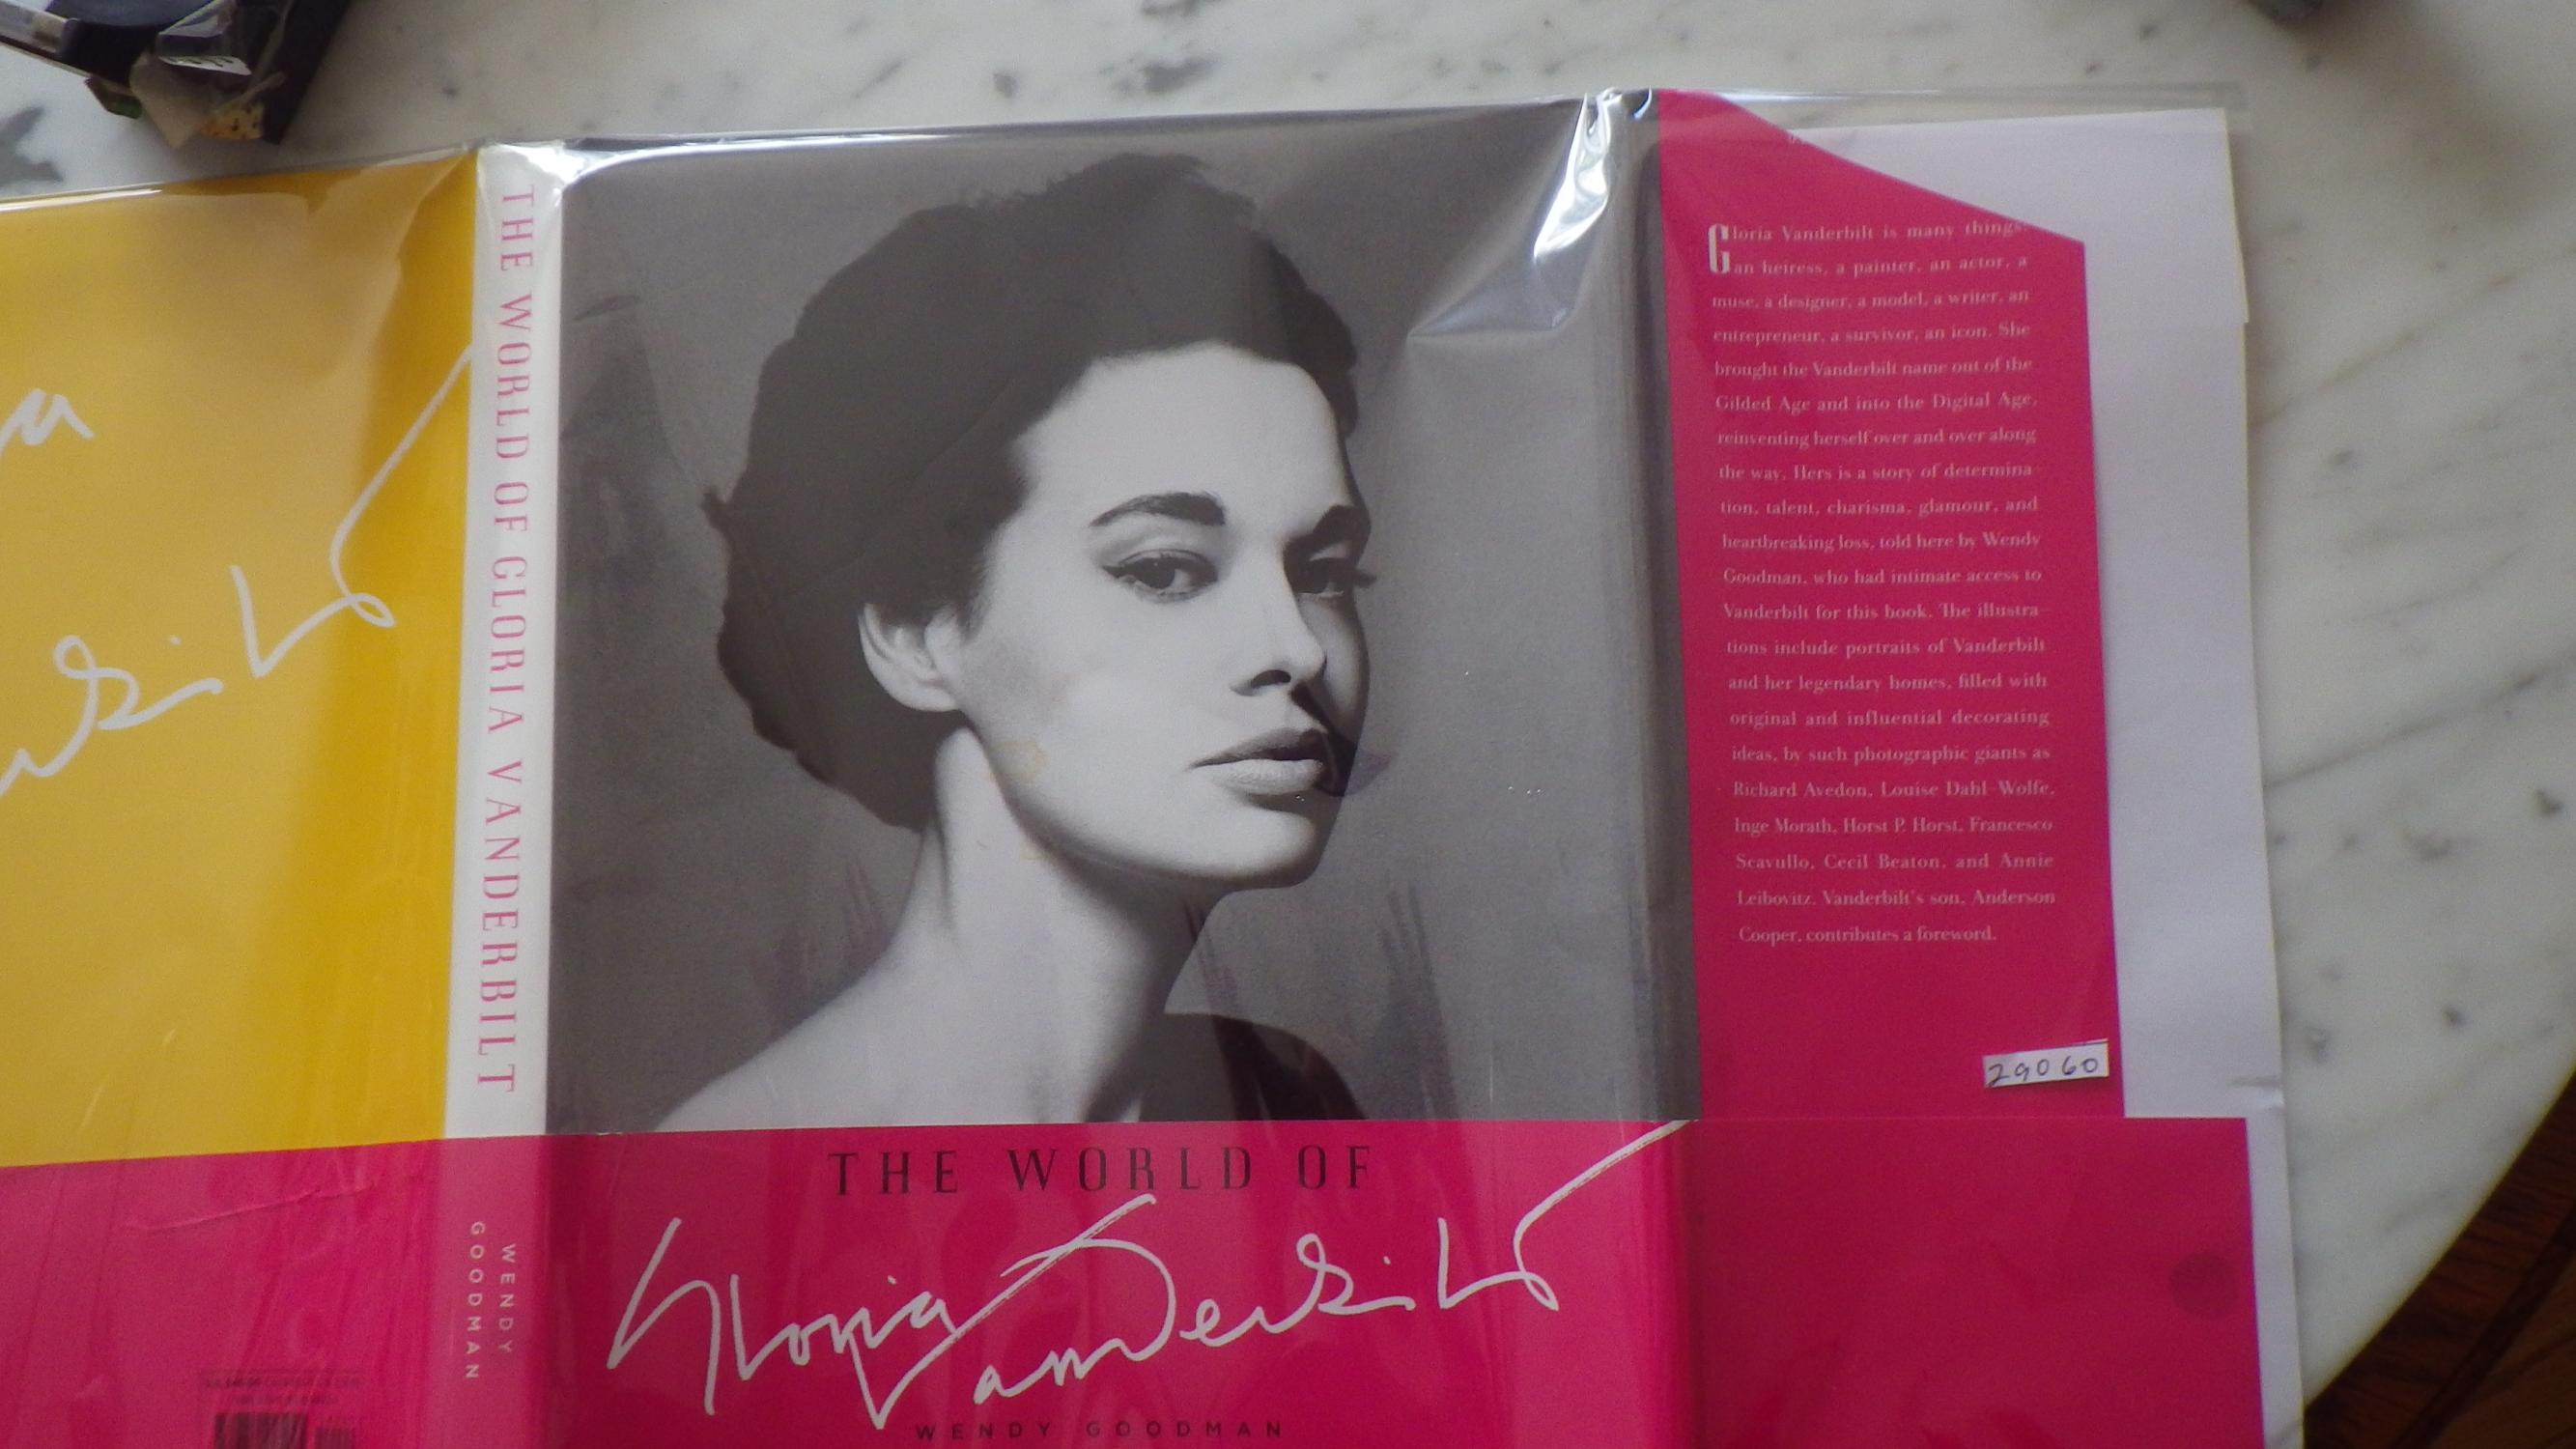 THE WORLD OF GLORIA VANDERBILT
WENDY
GOODMAN
THE WORLD OF
Gloria
Vanderbilt
WENDY GOODMAN
Gloria Vanderbilt is many things:
an heiress, a painter, an actor, a
muse, a designer, a model, a writer, an
entrepreneur, a survivor, an icon. She
brought the Vanderbilt name out of the
Gilded Age and into the Digital Age,
reinventing herself over and over along
the way. Hers is a story of determina-
tion, talent, charisma, glamour, and
heartbreaking loss, told here by Wendy
Goodman, who had intimate access to
Vanderbilt for this book. The illustra-
tions include portraits of Vanderbilt
and her legendary homes, filled with
original and influential decorating
ideas, by such photographic giants as
Richard Avedon, Louise Dahl-Wolfe,
Inge Morath, Horst P. Horst, Francesco
Scavullo, Cecil Beaton, and Annie
Leibovitz. Vanderbilt's son, Anderson
Cooper, contributes a foreword.
29060